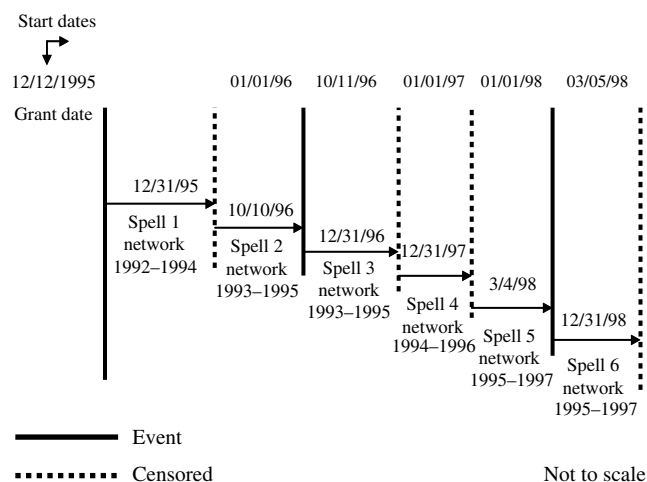 Start dates
12/12/1995
01/01/96
10/11/96
01/01/97
01/01/98
03/05/98
Grant date
12/31/95
Spell 1
network
1992–1994
10/10/96
Spell 2
network
1993–1995
12/31/96
Spell 3
network
1993–1995
12/31/97
Spell 4
network
1994–1996
3/4/98
Spell 5
network
1995–1997
12/31/98
Spell 6
network
1995–1997
Event
Censored
Not to scale